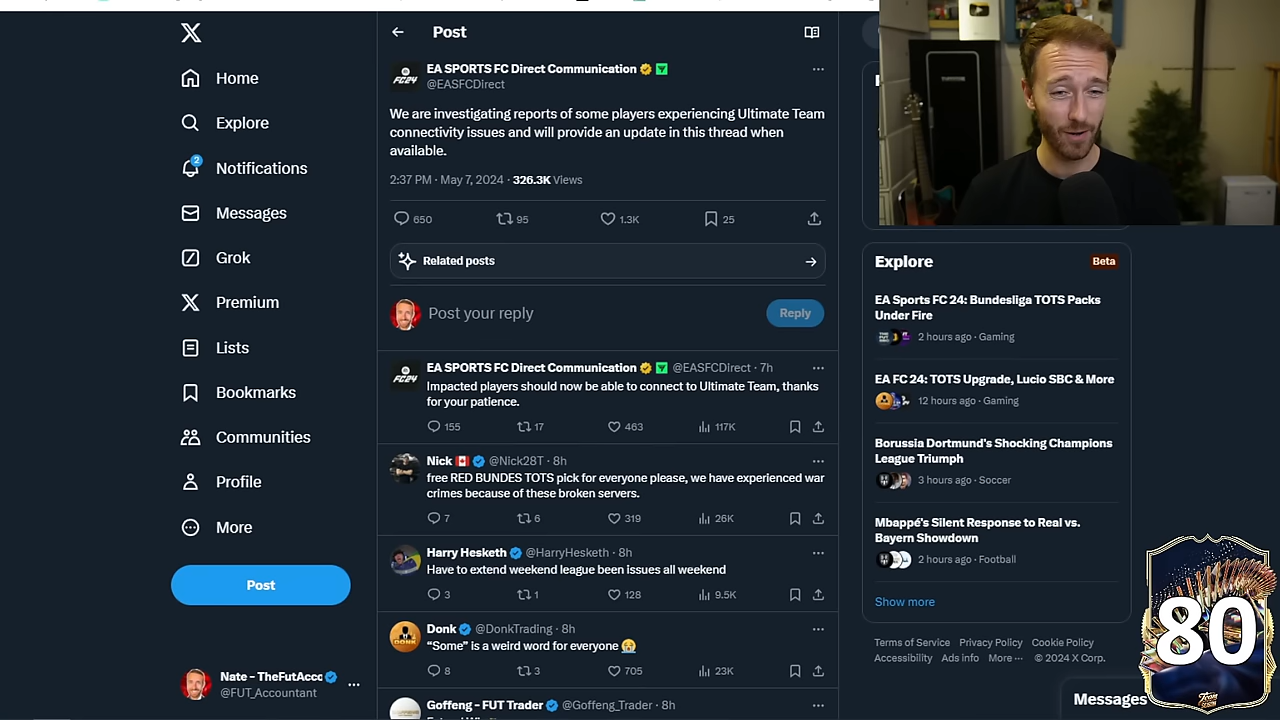 Post
EA SPORTS FC Direct Communication
@EASFCDirect
We are investigating reports of some players experiencing Ultimate Team
connectivity issues and will provide an update in this thread when
available.
2:37 PM · May 7, 2024 · 326.3K Views
650 95 1.3K 25
Related posts
Post your reply
Reply
EA SPORTS FC Direct Communication @EASFCDirect · 7h
Impacted players should now be able to connect to Ultimate Team, thanks
for your patience.
155 17 463 117K
Nick @Nick28T · 8h
free RED BUNDES TOTS pick for everyone please, we have experienced war
crimes because of these broken servers.
7 6 319 26K
Harry Hesketh @HarryHesketh · 8h
Have to extend weekend league been issues all weekend
3 1 128 9.5K
Donk @DonkTrading · 8h
“Some” is a weird word for everyone
8 3 705 23K
Goffeng - FUT Trader @Goffeng_Trader · 8h
2
Home
Explore
Notifications
Messages
Grok
Premium
Lists
Bookmarks
Communities
Profile
More
Post
Nate - TheFutAcco
@FUT_Accountant
Explore
Beta
EA Sports FC 24: Bundesliga TOTS Packs
Under Fire
2 hours ago · Gaming
EA FC 24: TOTS Upgrade, Lucio SBC & More
12 hours ago · Gaming
Borussia Dortmund's Shocking Champions
League Triumph
3 hours ago · Soccer
Mbappé's Silent Response to Real vs.
Bayern Showdown
2 hours ago · Football
Show more
Terms of Service Privacy Policy Cookie Policy
Accessibility Ads info More ··· © 2024 X Corp.
Messages
80